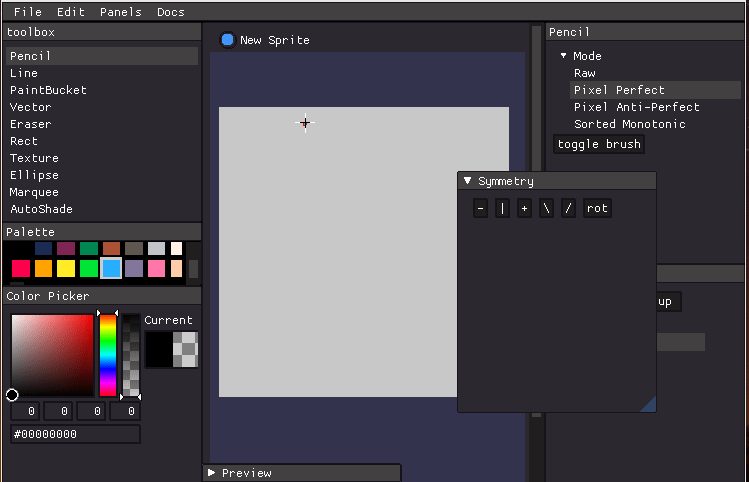 File Edit Panels Docs
toolbox
Pencil
Line
PaintBucket
Vector
Eraser
Rect
Texture
Ellipse
Marquee
AutoShade
Palette
Color Picker
Current
0 0 0 0
#00000000
New Sprite
Preview
Pencil
Mode
Raw
Pixel Perfect
Pixel Anti-Perfect
Sorted Monotonic
toggle brush
Symmetry
- | + \ / rot
up